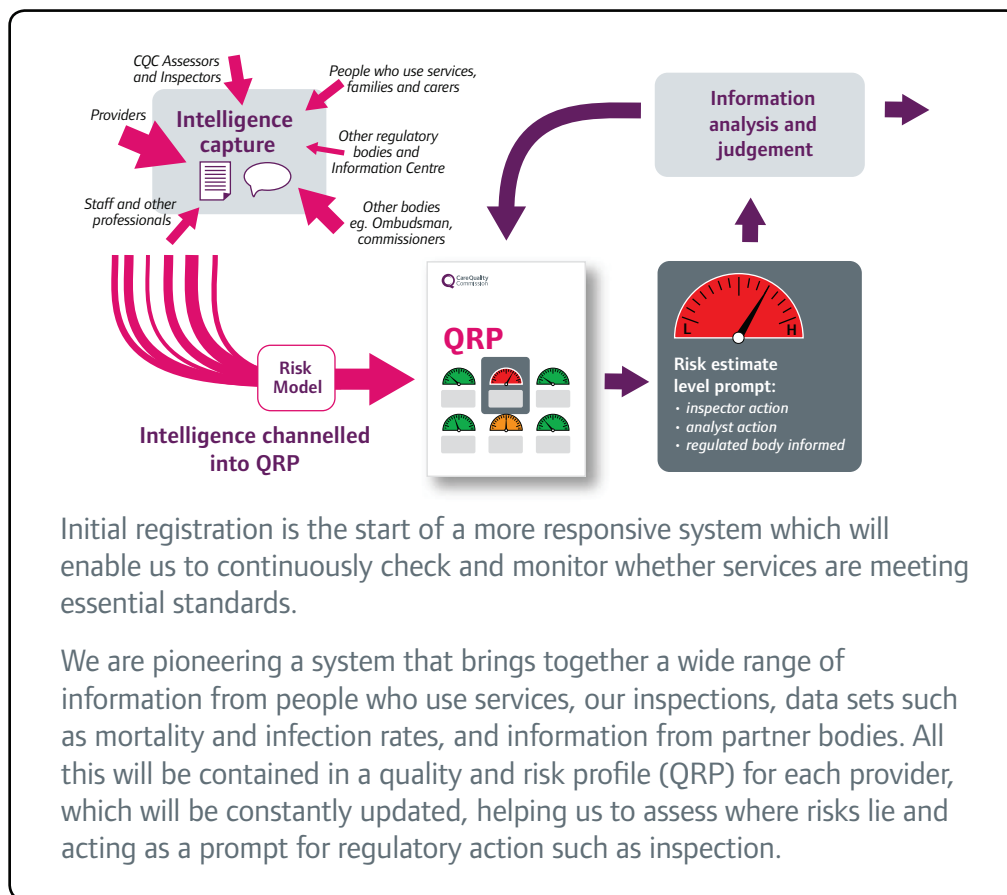 CQC Assessors
and Inspectors
People who use services,
families and carers
Providers
Intelligence
capture
Other regulatory
bodies and
Information Centre
Staff and other
professionals
Other bodies
eg. Ombudsman,
commissioners
Risk
Model
Intelligence channelled
into QRP
CareQuality
Commission
QRP
Information
analysis and
judgement
L
H
Risk estimate
level prompt:
• inspector action
• analyst action
• regulated body informed
Initial registration is the start of a more responsive system which will
enable us to continuously check and monitor whether services are meeting
essential standards.
We are pioneering a system that brings together a wide range of
information from people who use services, our inspections, data sets such
as mortality and infection rates, and information from partner bodies. All
this will be contained in a quality and risk profile (QRP) for each provider,
which will be constantly updated, helping us to assess where risks lie and
acting as a prompt for regulatory action such as inspection.